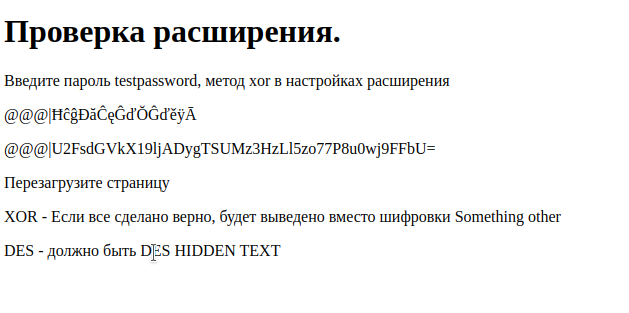 Проверка расширения.
Введите пароль testpassword, метод xor в настройках расширения
@@@|ĦĉĝĐăĈęĜďŎĜďěÿĀ
@@@|U2FsdGVkX19ljADygTSUMz3HzLl5zo77P8u0wj9FFbU=
Перезагрузите страницу
XOR - Если все сделано верно, будет выведено вместо шифровки Something other
DES - должно быть DES HIDDEN TEXT